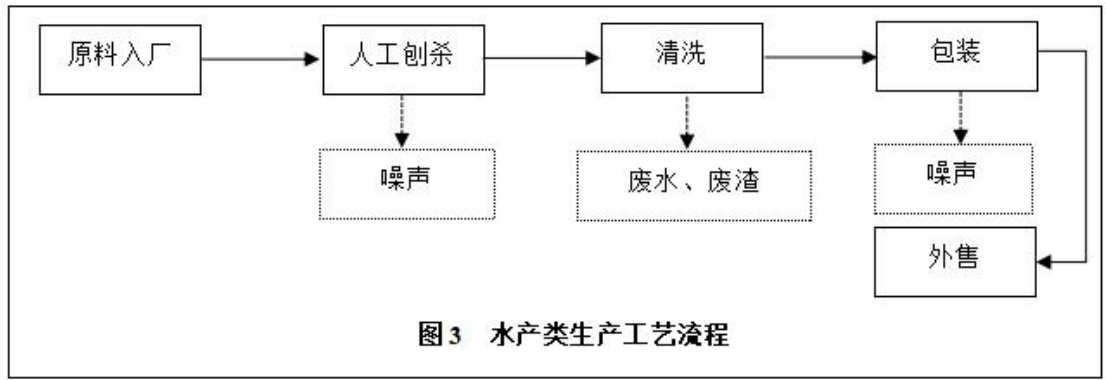 原料入厂
人工刨杀
清洗
包装
噪声
废水、废渣
噪声
外售
图3 水产类生产工艺流程